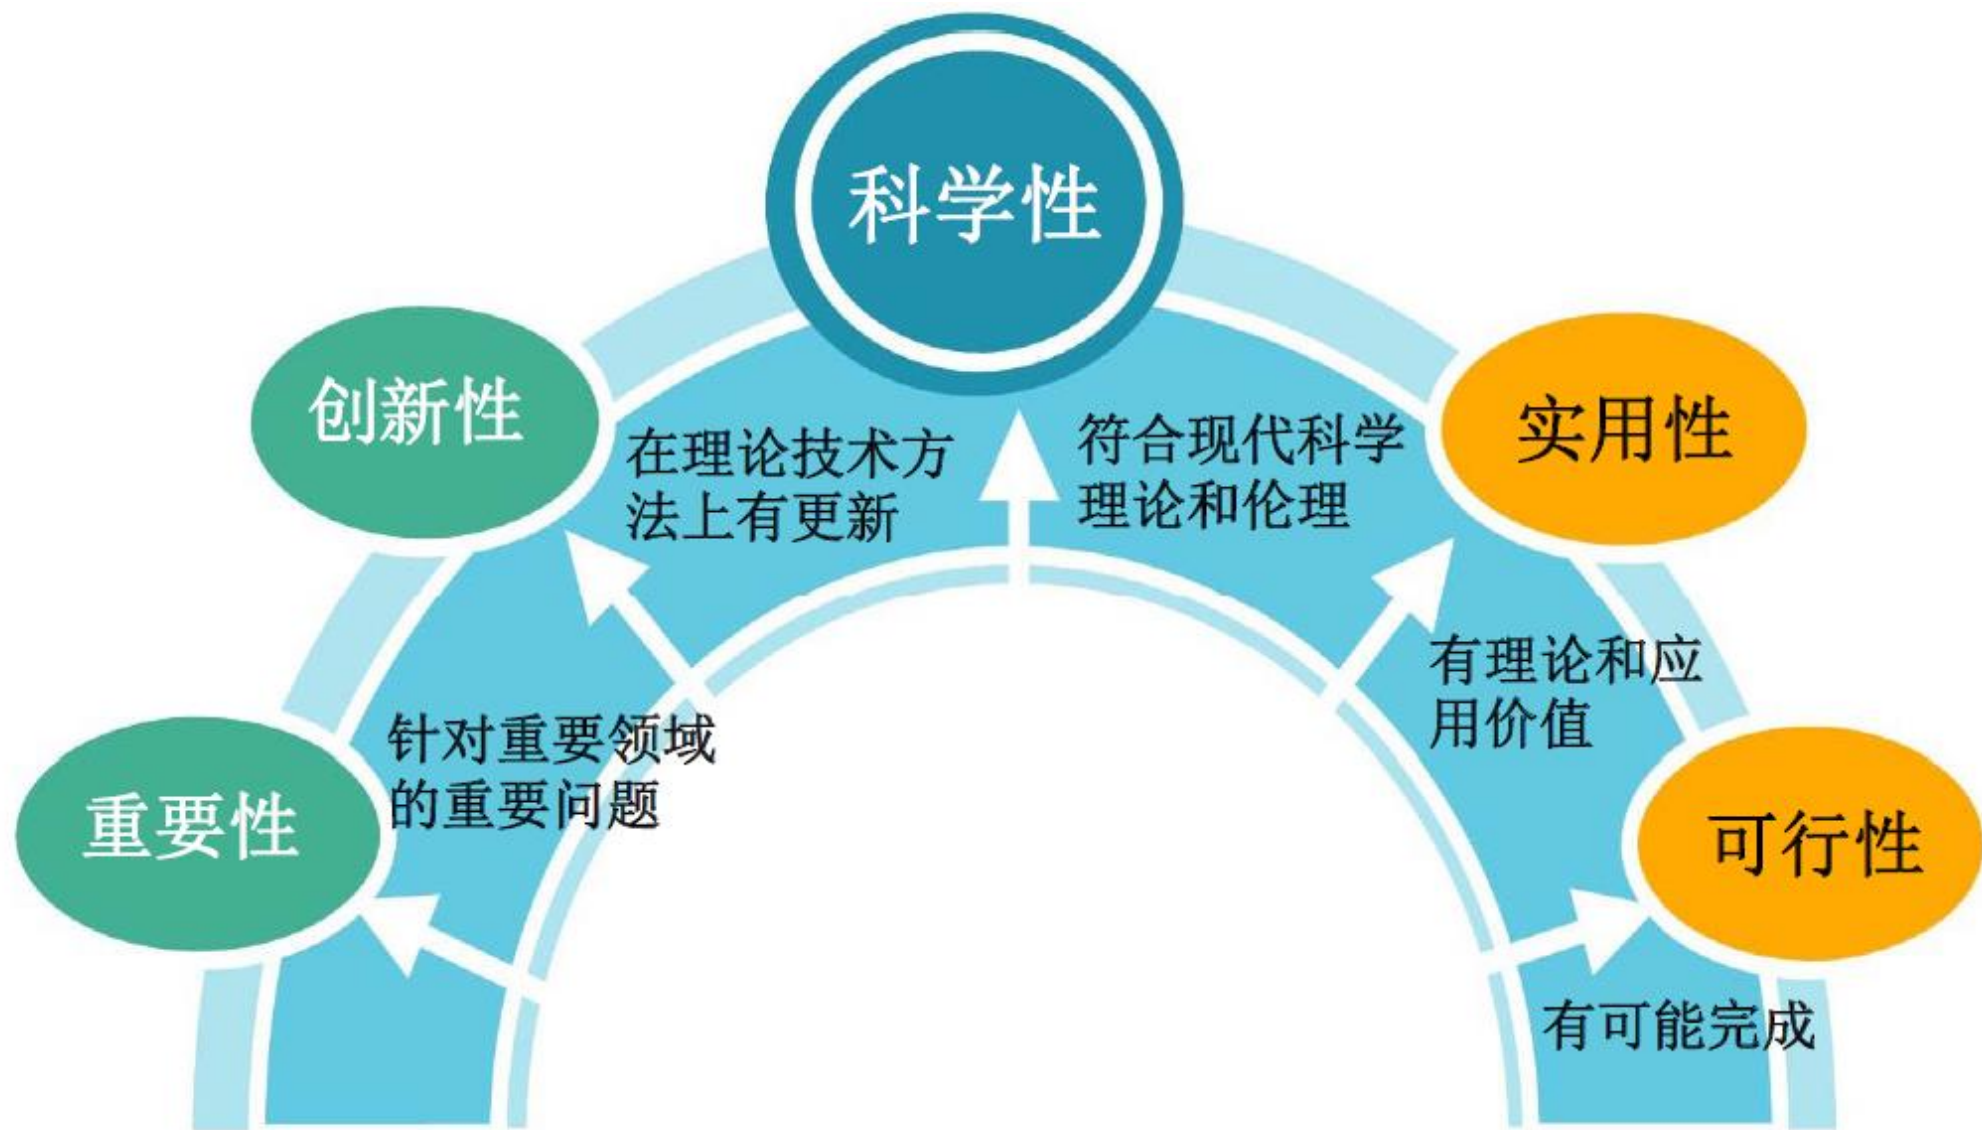 科学性
创新性
实用性
在理论技术方
法上有更新
符合现代科学
理论和伦理
有理论和应
用价值
针对重要领域
的重要问题
重要性
可行性
有可能完成